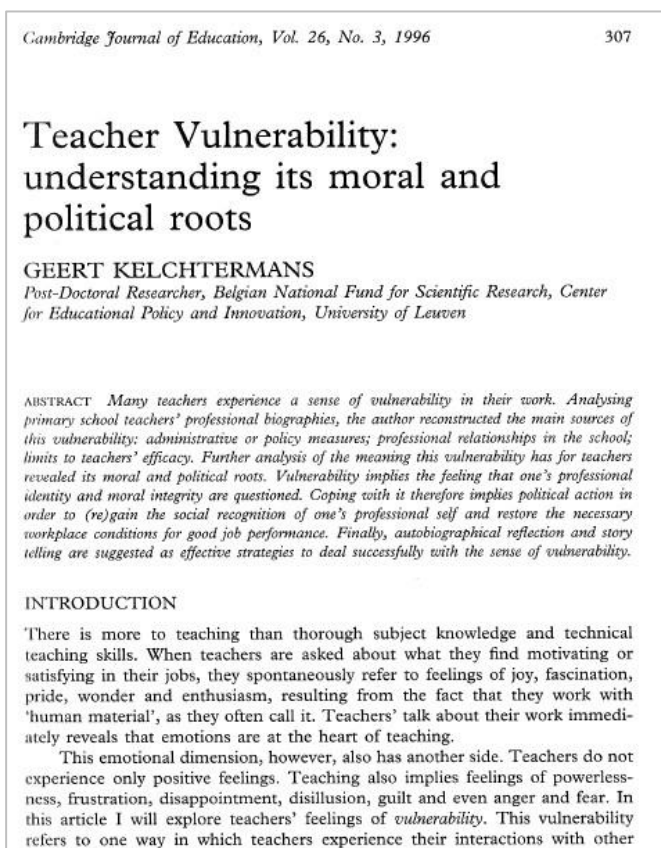 Cambridge Journal of Education, Vol. 26, No. 3, 1996 307
Teacher Vulnerability:
understanding its moral and
political roots
GEERT KELCHTERMANS
Post-Doctoral Researcher, Belgian National Fund for Scientific Research, Center
for Educational Policy and Innovation, University of Leuven
ABSTRACT Many teachers experience a sense of vulnerability in their work. Analysing
primary school teachers' professional biographies, the author reconstructed the main sources of
this vulnerability: administrative or policy measures; professional relationships in the school;
limits to teachers' efficacy. Further analysis of the meaning this vulnerability has for teachers
revealed its moral and political roots. Vulnerability implies the feeling that one's professional
identity and moral integrity are questioned. Coping with it therefore implies political action in
order to (re)gain the social recognition of one's professional self and restore the necessary
workplace conditions for good job performance. Finally, autobiographical reflection and story
telling are suggested as effective strategies to deal successfully with the sense of vulnerability.
INTRODUCTION
There is more to teaching than thorough subject knowledge and technical
teaching skills. When teachers are asked about what they find motivating or
satisfying in their jobs, they spontaneously refer to feelings of joy, fascination,
pride, wonder and enthusiasm, resulting from the fact that they work with
'human material', as they often call it. Teachers' talk about their work immedi-
ately reveals that emotions are at the heart of teaching.
This emotional dimension, however, also has another side. Teachers do not
experience only positive feelings. Teaching also implies feelings of powerless-
ness, frustration, disappointment, disillusion, guilt and even anger and fear. In
this article I will explore teachers' feelings of vulnerability. This vulnerability
refers to one way in which teachers experience their interactions with other